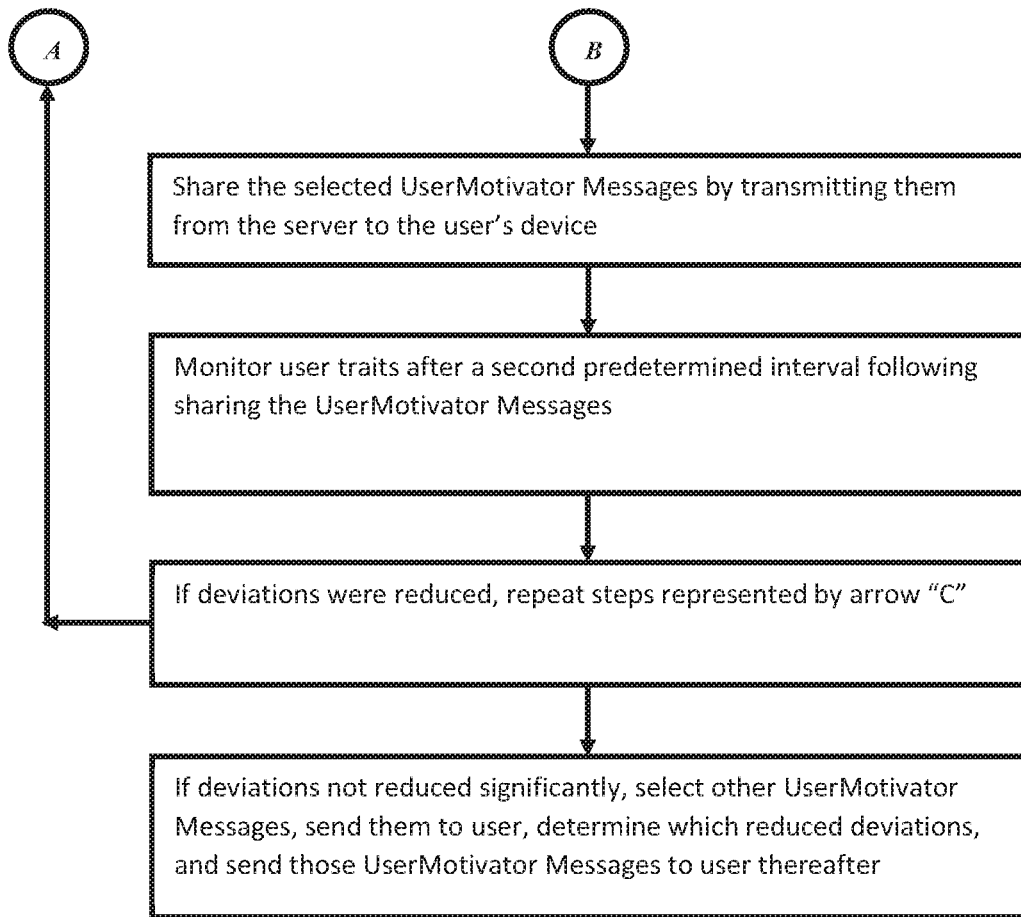 A
B
Share the selected UserMotivator Messages by transmitting them
from the server to the user's device
Monitor user traits after a second predetermined interval following
sharing the UserMotivator Messages
If deviations were reduced, repeat steps represented by arrow “C”
If deviations not reduced significantly, select other UserMotivator
Messages, send them to user, determine which reduced deviations,
and send those UserMotivator Messages to user thereafter